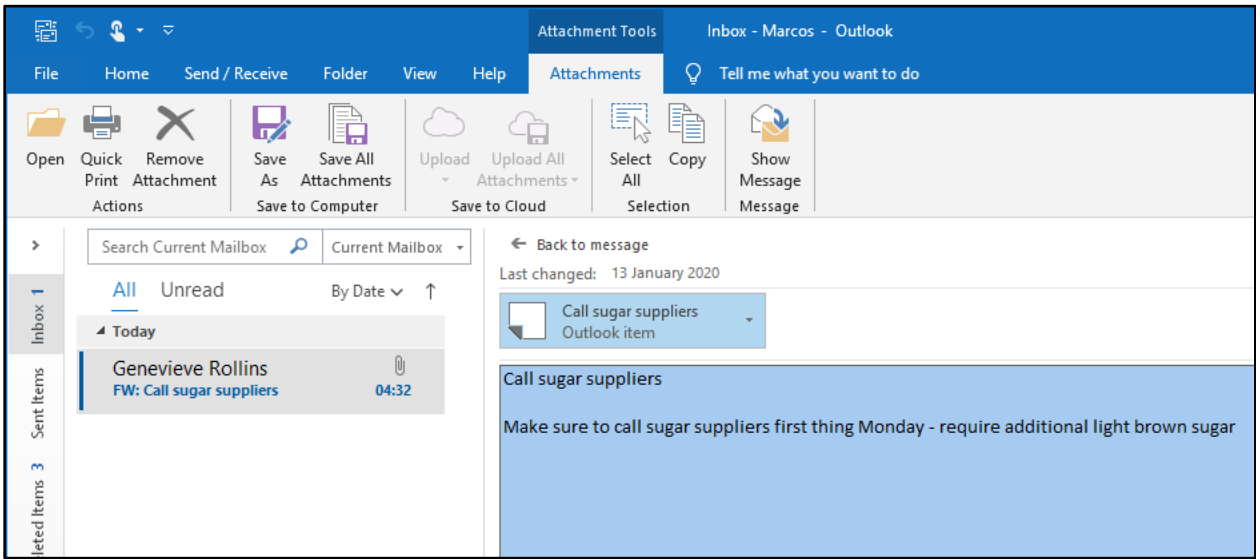 Attachment Tools
Inbox - Marcos - Outlook
File Home Send / Receive Folder View Help Attachments Tell me what you want to do
Open Quick Print Remove Attachment Save As Save All Attachments Upload Upload All Attachments Select All Copy Show Message
Actions Save to Computer Save to Cloud Selection Message
Search Current Mailbox Current Mailbox
All Unread By Date
Today
Genevieve Rollins
FW: Call sugar suppliers 04:32
Inbox 1
Sent Items
leted Items 3
Back to message
Last changed: 13 January 2020
Call sugar suppliers
Outlook item
Call sugar suppliers
Make sure to call sugar suppliers first thing Monday - require additional light brown sugar